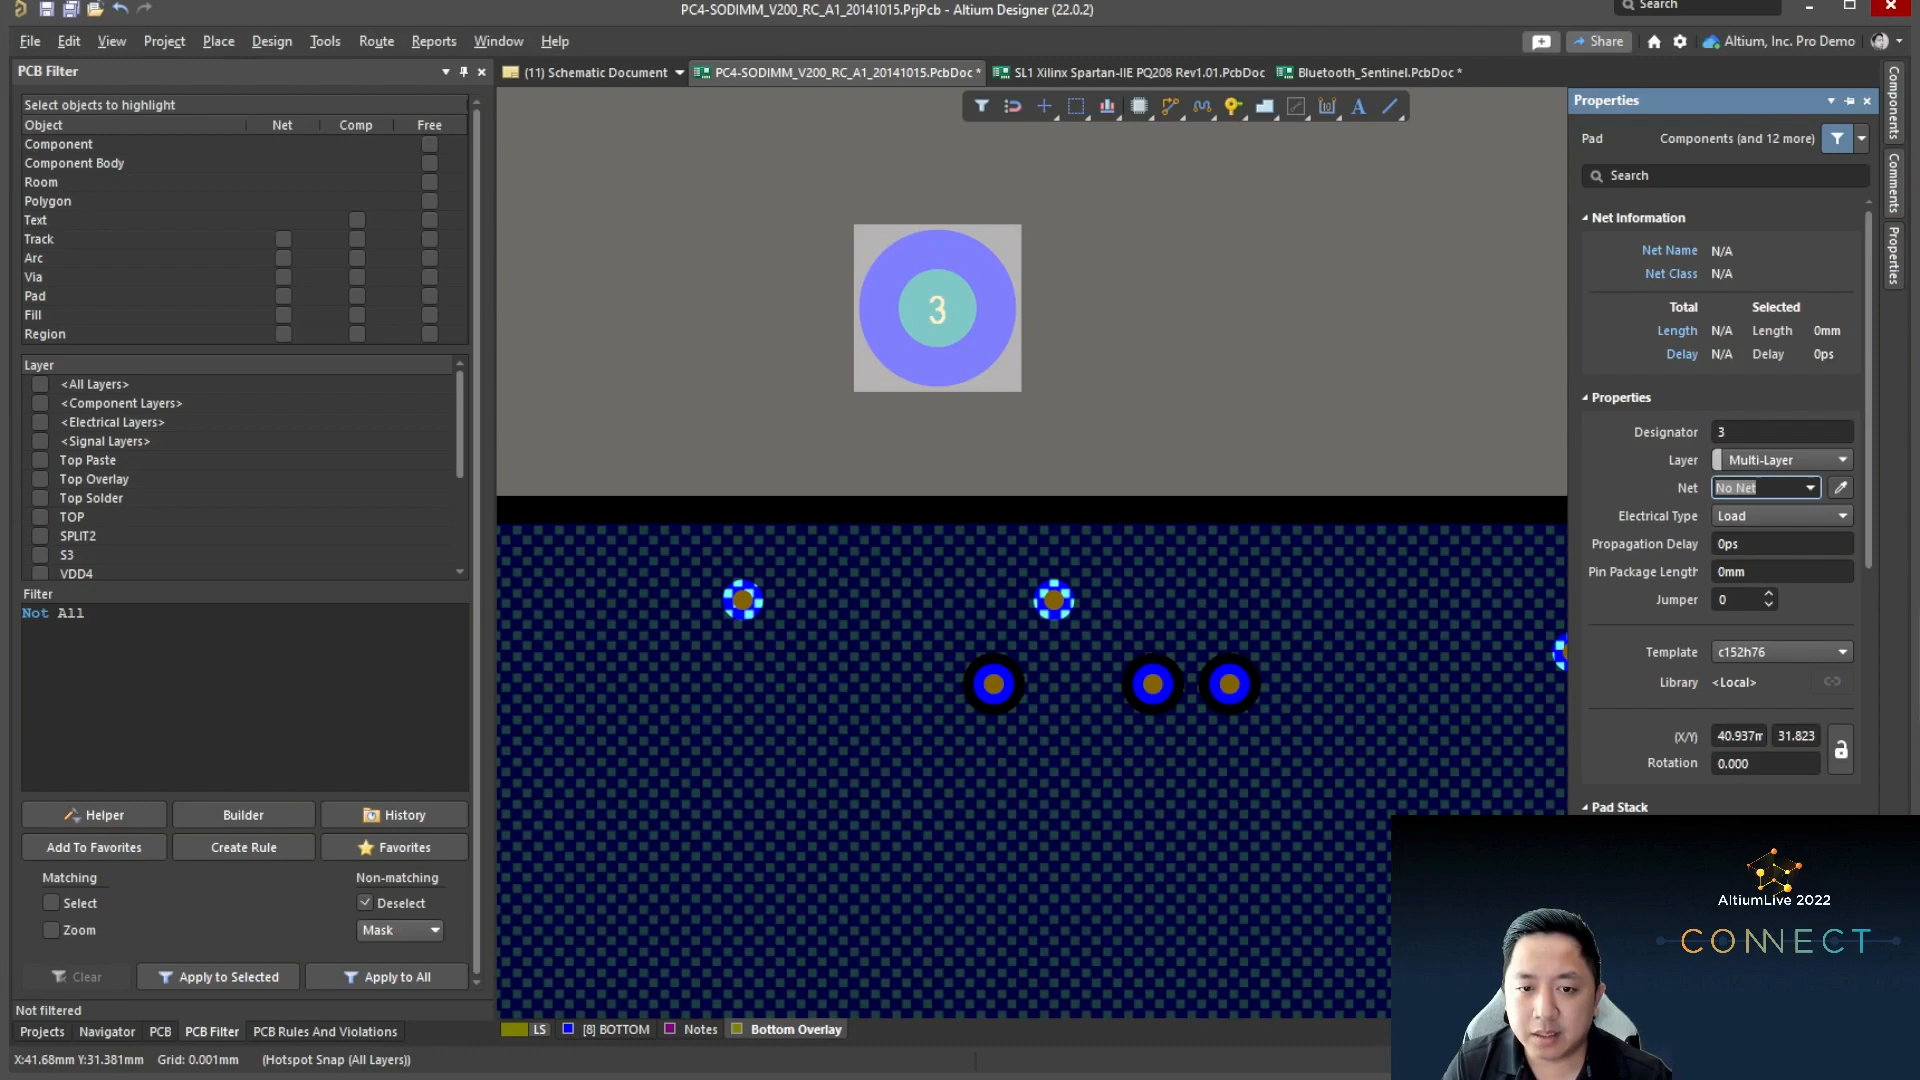 PC4-SODIMM_V200_RC_A1_20141015.PrjPcb - Altium Designer (22.0.2)
Search
File Edit View Project Place Design Tools Route Reports Window Help
Share
Altium, Inc. Pro Demo
PCB Filter
(11) Schematic Document
PC4-SODIMM_V200_RC_A1_20141015.PcbDoc *
SL1 Xilinx Spartan-IIE PQ208 Rev1.01.PcbDoc
Bluetooth_Sentinel.PcbDoc *
Select objects to highlight
Object Net Comp Free
Component
Component Body
Room
Polygon
Text
Track
Arc
Via
Pad
Fill
Region
Layer
<All Layers>
<Component Layers>
<Electrical Layers>
<Signal Layers>
Top Paste
Top Overlay
Top Solder
TOP
SPLIT2
S3
VDD4
Filter
Not All
Helper Builder History
Add To Favorites Create Rule Favorites
Matching Non-matching
Select Deselect
Zoom Mask
Clear Apply to Selected Apply to All
Not filtered
Projects Navigator PCB PCB Filter PCB Rules And Violations
X:41.68mm Y:31.381mm Grid: 0.001mm (Hotspot Snap (All Layers))
3
LS [8] BOTTOM Notes Bottom Overlay
Properties
Pad Components (and 12 more)
Search
Net Information
Net Name N/A
Net Class N/A
Total Selected
Length N/A Length 0mm
Delay N/A Delay 0ps
Properties
Designator 3
Layer Multi-Layer
Net No Net
Electrical Type Load
Propagation Delay 0ps
Pin Package Length 0mm
Jumper 0
Template c152h76
Library <Local>
(X/Y) 40.937m 31.823
Rotation 0.000
Pad Stack
Components
Comments
Properties
AltiumLive 2022
CONNECT